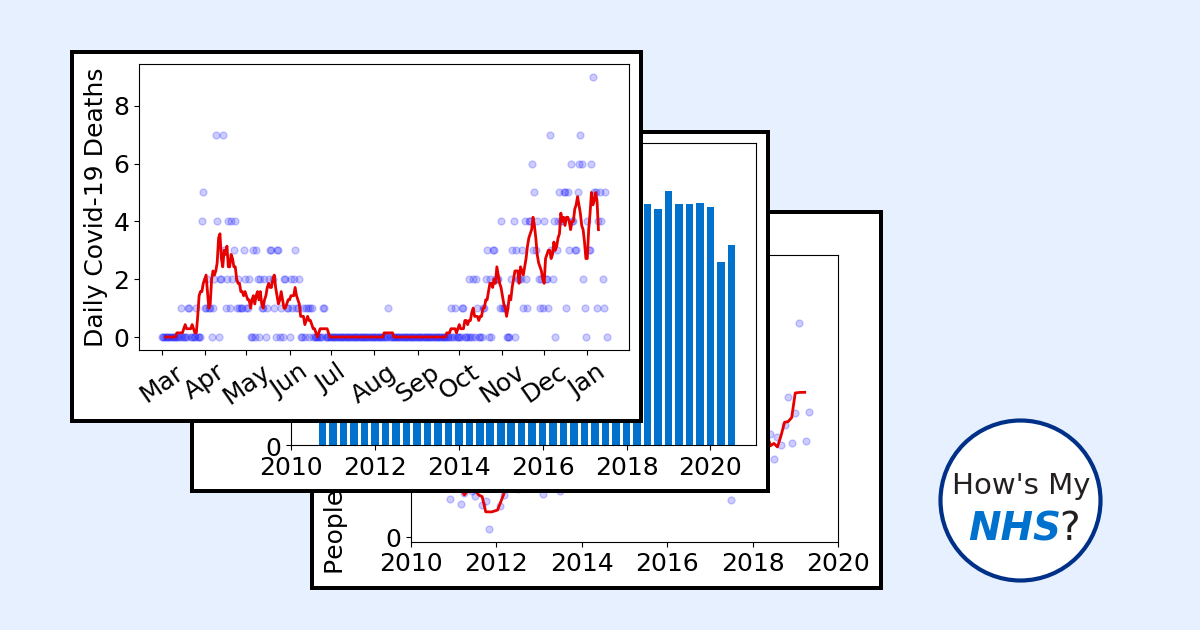 Daily Covid-19 Deaths
8
6
4
2
0
Mar Apr May Jun Jul Aug Sep Oct Nov Dec Jan
0
2010 2012 2014 2016 2018 2020
People
0
2010 2012 2014 2016 2018 2020
How's My
NHS?